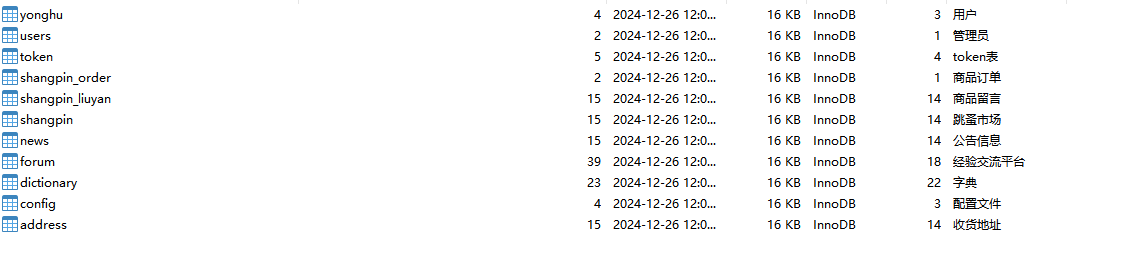 yonghu 4 2024-12-26 12:0... 16 KB InnoDB 3 用户
users 2 2024-12-26 12:0... 16 KB InnoDB 1 管理员
token 5 2024-12-26 12:0... 16 KB InnoDB 4 token表
shangpin_order 2 2024-12-26 12:0... 16 KB InnoDB 1 商品订单
shangpin_liuyan 15 2024-12-26 12:0... 16 KB InnoDB 14 商品留言
shangpin 15 2024-12-26 12:0... 16 KB InnoDB 14 跳蚤市场
news 15 2024-12-26 12:0... 16 KB InnoDB 14 公告信息
forum 39 2024-12-26 12:0... 16 KB InnoDB 18 经验交流平台
dictionary 23 2024-12-26 12:0... 16 KB InnoDB 22 字典
config 4 2024-12-26 12:0... 16 KB InnoDB 3 配置文件
address 15 2024-12-26 12:0... 16 KB InnoDB 14 收货地址